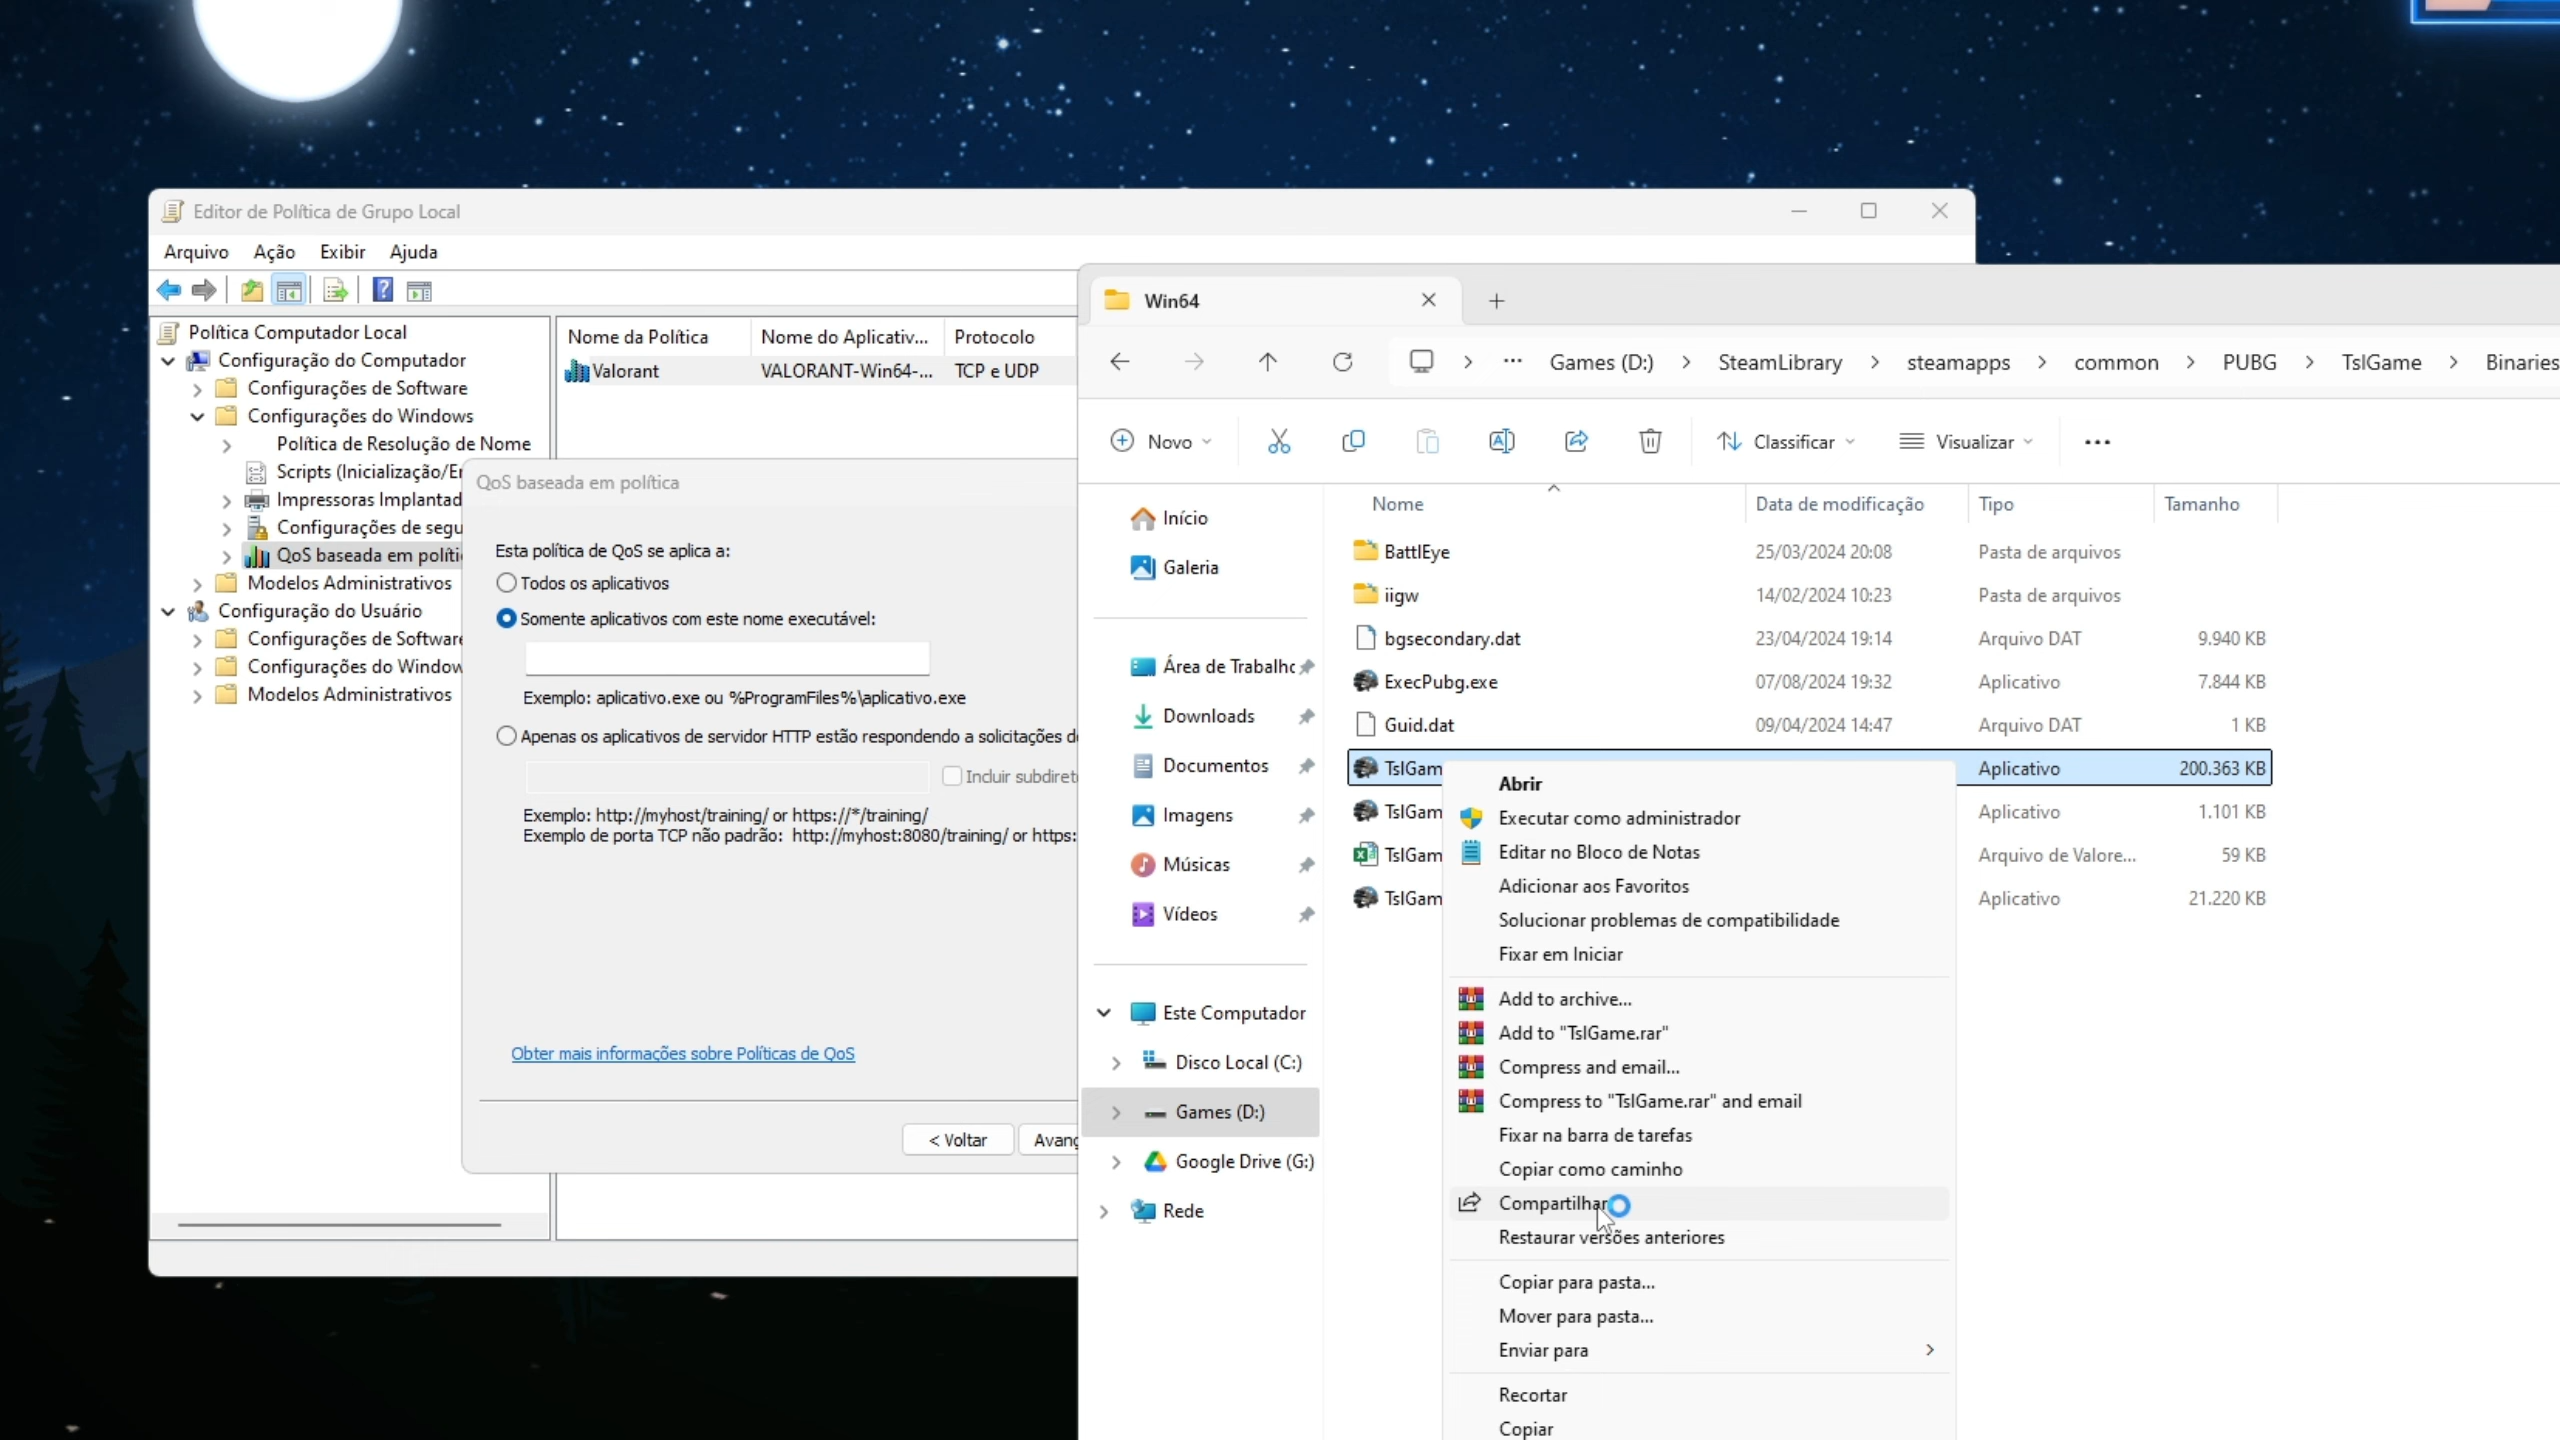 Editor de Política de Grupo Local
Arquivo Ação Exibir Ajuda
Política Computador Local
Configuração do Computador
Configurações de Software
Configurações do Windows
Política de Resolução de Nome
Scripts (Inicialização/
Impressoras Implantad
Configurações de segu
QoS baseada em políti
Modelos Administrativos
Configuração do Usuário
Configurações de Software
Configurações do Window
Modelos Administrativos
Nome da Política Nome do Aplicativ... Protocolo
Valorant VALORANT-Win64-... TCP e UDP
QoS baseada em política
Esta política de QoS se aplica a:
Todos os aplicativos
Somente aplicativos com este nome executável:
Exemplo: aplicativo.exe ou %ProgramFiles%\aplicativo.exe
Apenas os aplicativos de servidor HTTP estão respondendo a solicitações d
Incluir subdiret
Exemplo: http://myhost/training/ or https://*/training/
Exemplo de porta TCP não padrão: http://myhost:8080/training/ or https:
Obter mais informações sobre Políticas de QoS
< Voltar Avanç
Win64
Games (D:) > SteamLibrary > steamapps > common > PUBG > TslGame > Binaries
Novo Classificar Visualizar
Início
Galeria
Área de Trabalho
Downloads
Documentos
Imagens
Músicas
Vídeos
Este Computador
Disco Local (C:)
Games (D:)
Google Drive (G:)
Rede
Nome Data de modificação Tipo Tamanho
BattlEye 25/03/2024 20:08 Pasta de arquivos
iigw 14/02/2024 10:23 Pasta de arquivos
bgsecondary.dat 23/04/2024 19:14 Arquivo DAT 9.940 KB
ExecPubg.exe 07/08/2024 19:32 Aplicativo 7.844 KB
Guid.dat 09/04/2024 14:47 Arquivo DAT 1 KB
TslGam Aplicativo 200.363 KB
TslGam Aplicativo 1.101 KB
TslGam Arquivo de Valore... 59 KB
TslGam Aplicativo 21.220 KB
Abrir
Executar como administrador
Editar no Bloco de Notas
Adicionar aos Favoritos
Solucionar problemas de compatibilidade
Fixar em Iniciar
Add to archive...
Add to "TslGame.rar"
Compress and email...
Compress to "TslGame.rar" and email
Fixar na barra de tarefas
Copiar como caminho
Compartilhar
Restaurar versões anteriores
Copiar para pasta...
Mover para pasta...
Enviar para
Recortar
Copiar